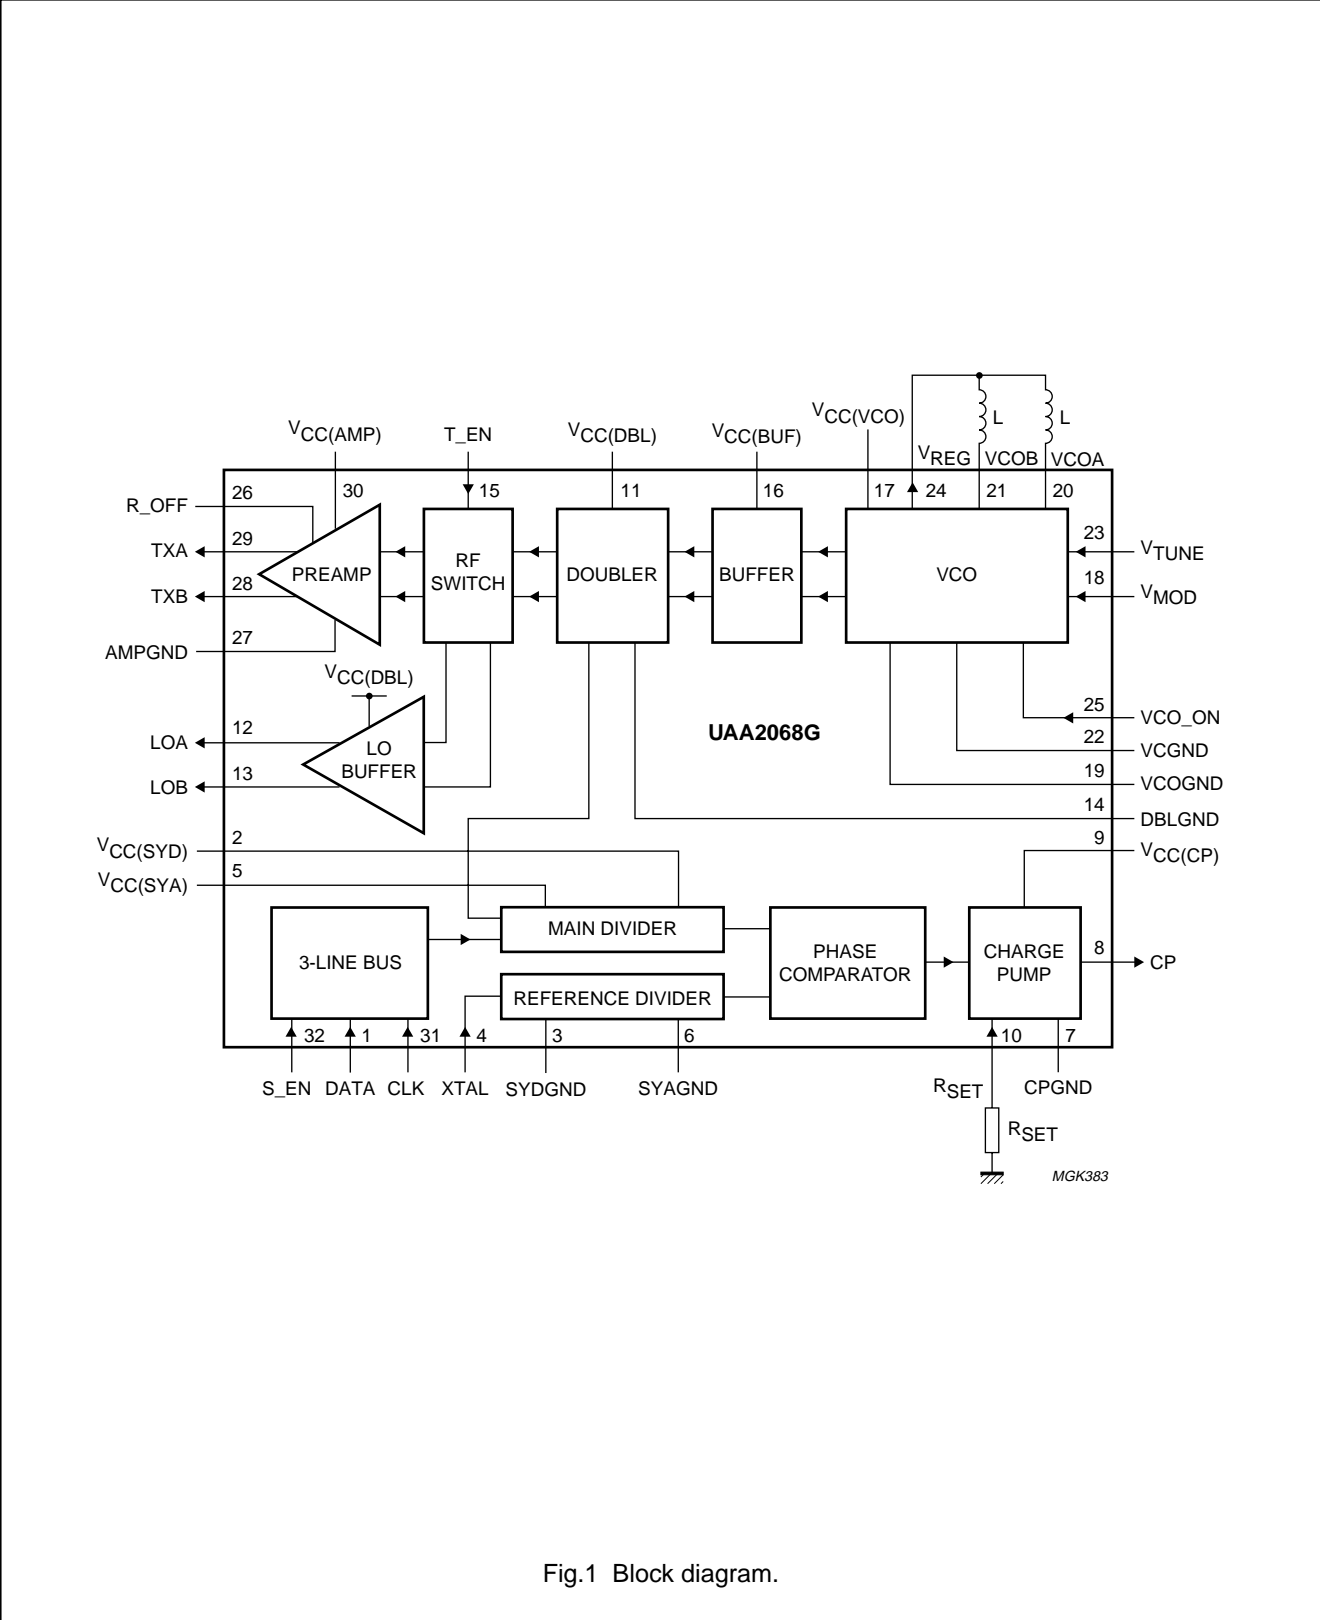 VCC(VCO)
L
L
VCC(AMP)
T_EN
VCC(DBL)
VCC(BUF)
VREG
VCOB
VCOA
26
30
15
11
16
17
24
21
20
R_OFF
29
TXA
28
TXB
27
AMPGND
PREAMP
RF
SWITCH
DOUBLER
BUFFER
VCO
23
VTUNE
18
VMOD
VCC(DBL)
12
LOA
13
LOB
LO
BUFFER
UAA2068G
25
VCO_ON
22
VCGND
19
VCOGND
14
DBLGND
2
VCC(SYD)
5
VCC(SYA)
9
VCC(CP)
3-LINE BUS
MAIN DIVIDER
REFERENCE DIVIDER
PHASE
COMPARATOR
CHARGE
PUMP
8
CP
32
1
31
4
3
6
10
7
S_EN
DATA
CLK
XTAL
SYDGND
SYAGND
RSET
CPGND
RSET
MGK383
Fig.1 Block diagram.